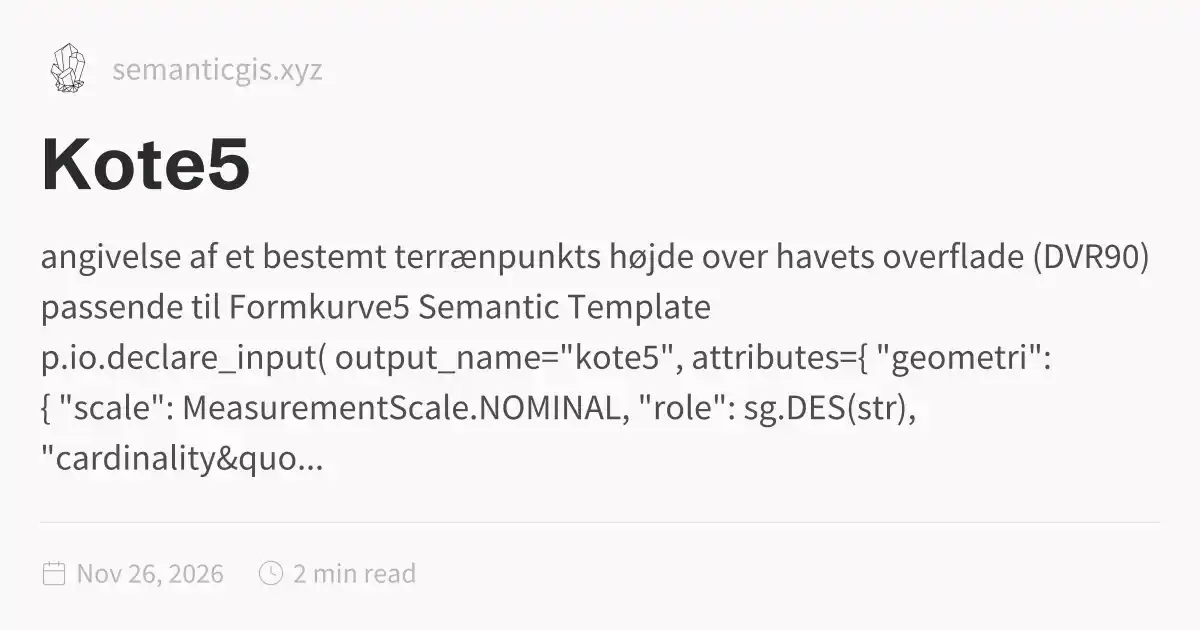 semanticgis.xyz
Kote5
angivelse af et bestemt terrænpunkts højde over havets overflade (DVR90)
passende til Formkurve5 Semantic Template
p.io.declare_input( output_name="kote5", attributes={ "geometri":
{ "scale": MeasurementScale.NOMINAL, "role": sg.DES(str),
"cardinality&quo...
Nov 26, 2026 2 min read